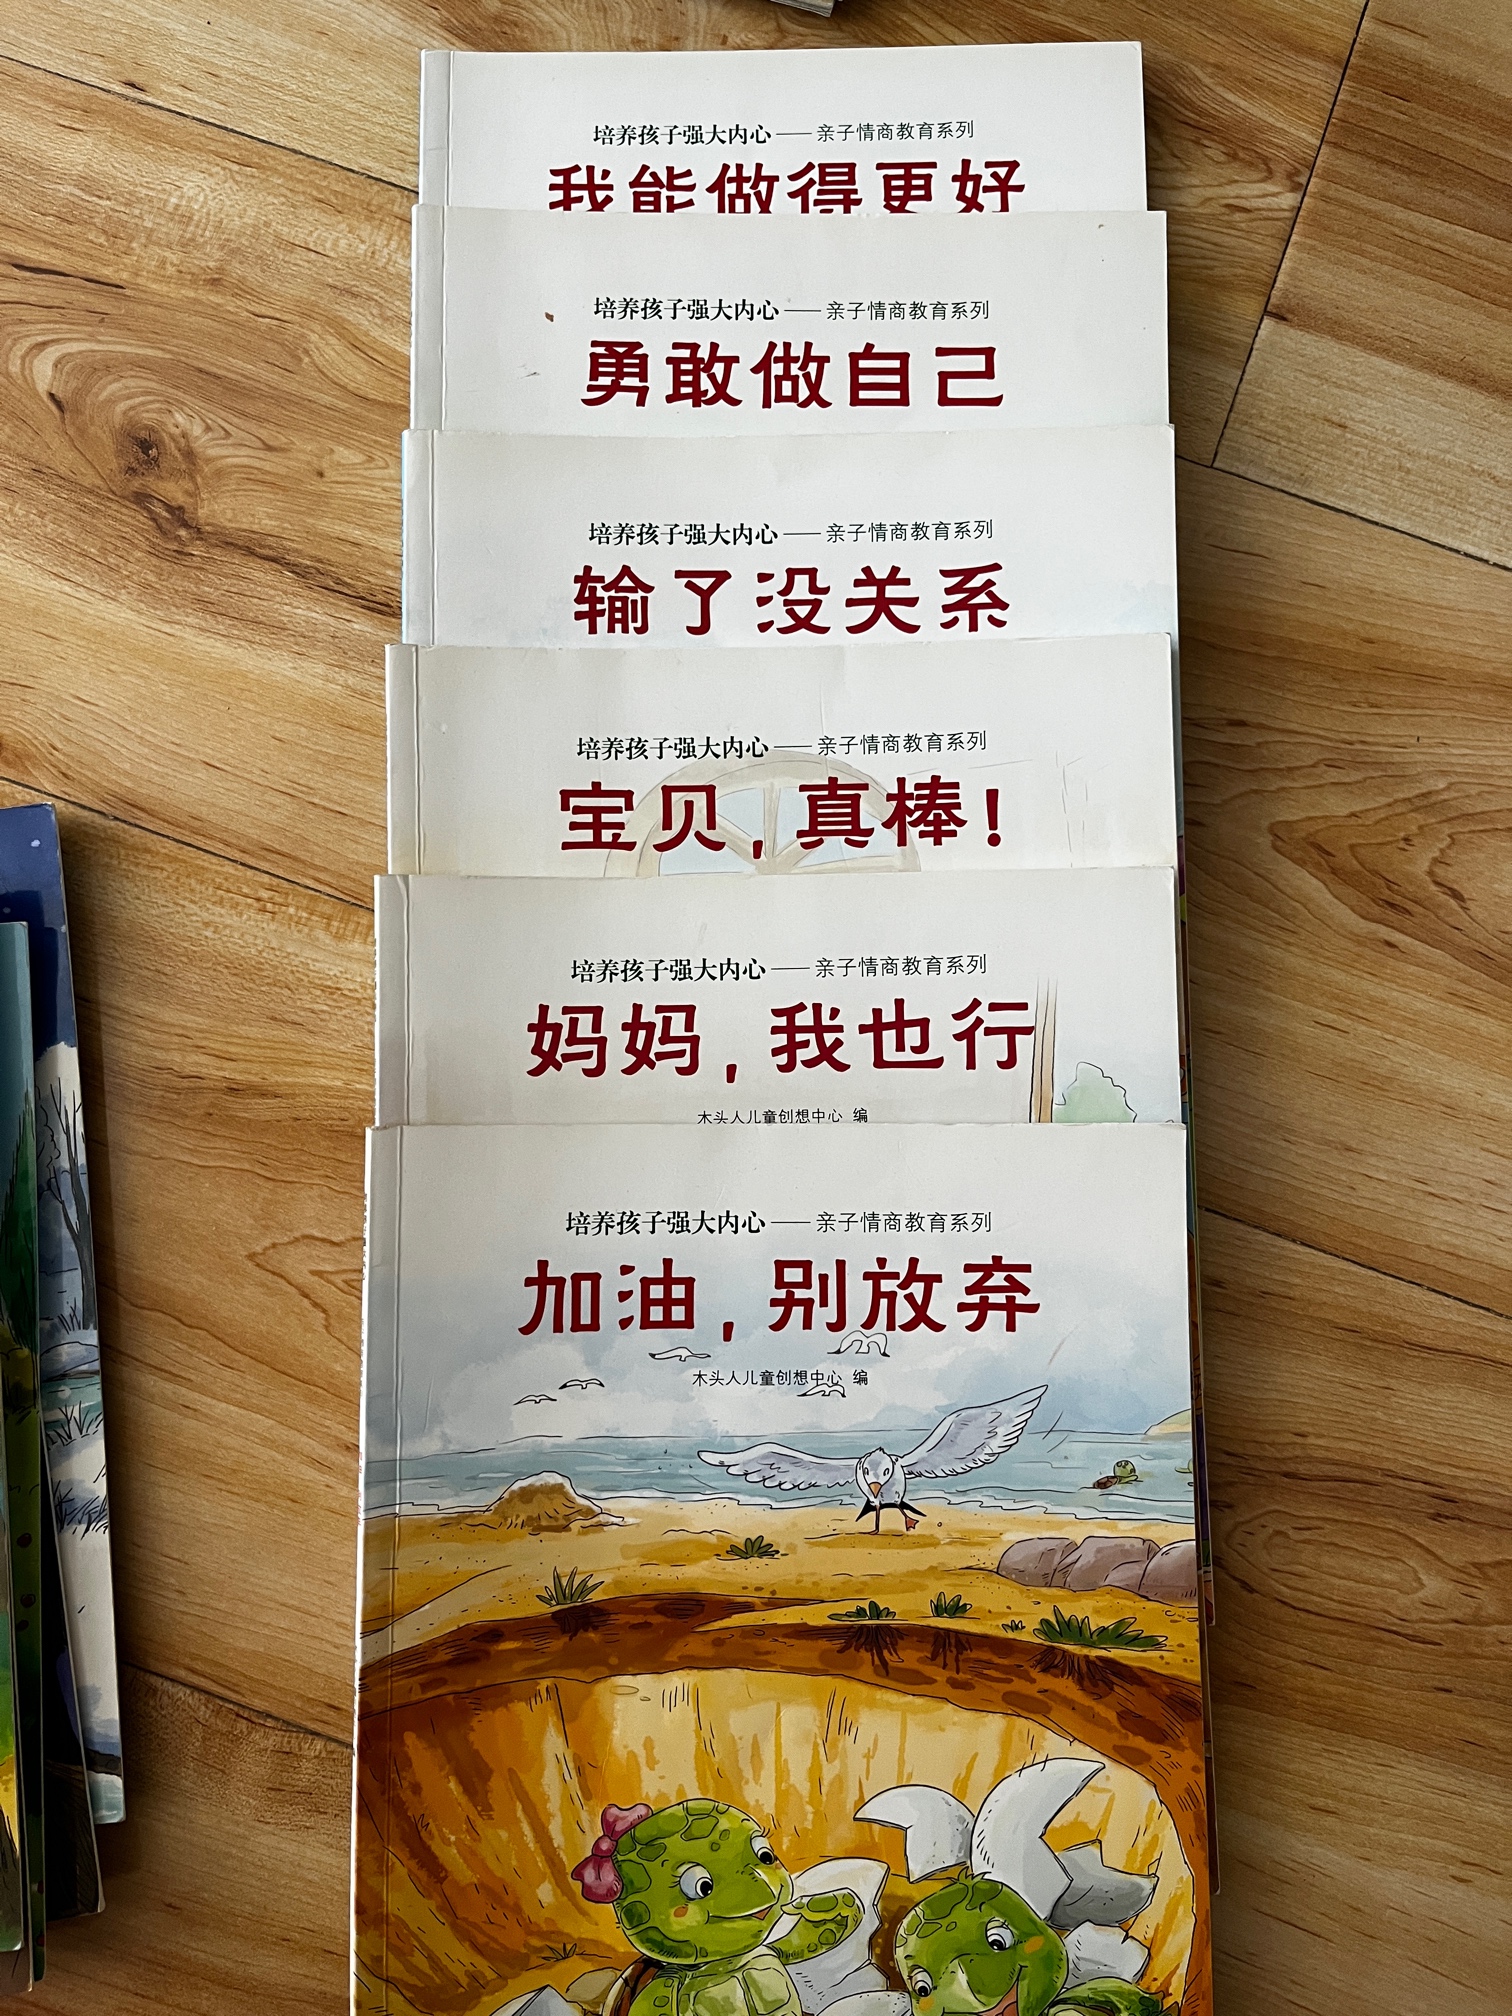 培养孩子强大内心——亲子情商教育系列
我能做得更好
培养孩子强大内心——亲子情商教育系列
勇敢做自己
培养孩子强大内心——亲子情商教育系列
输了没关系
培养孩子强大内心——亲子情商教育系列
宝贝，真棒！
培养孩子强大内心——亲子情商教育系列
妈妈，我也行
木头人儿童创想中心 编
培养孩子强大内心——亲子情商教育系列
加油，别放弃
木头人儿童创想中心 编